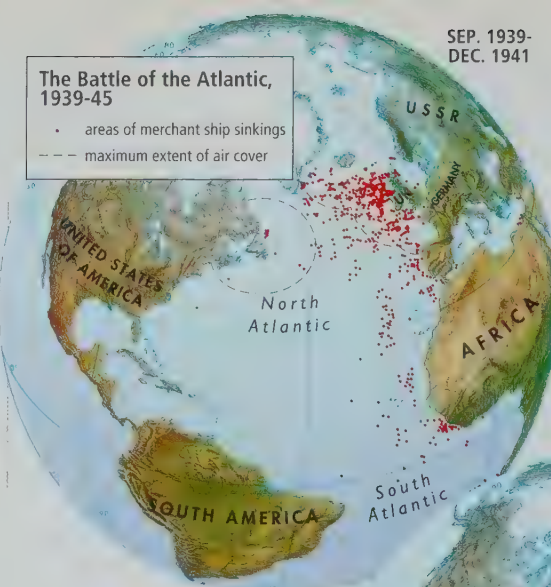 SEP. 1939-
DEC. 1941
The Battle of the Atlantic,
1939-45
areas of merchant ship sinkings
maximum extent of air cover
USSR
UK
GERMANY
UNITED STATES
OF AMERICA
North
Atlantic
AFRICA
South
Atlantic
SOUTH AMERICA